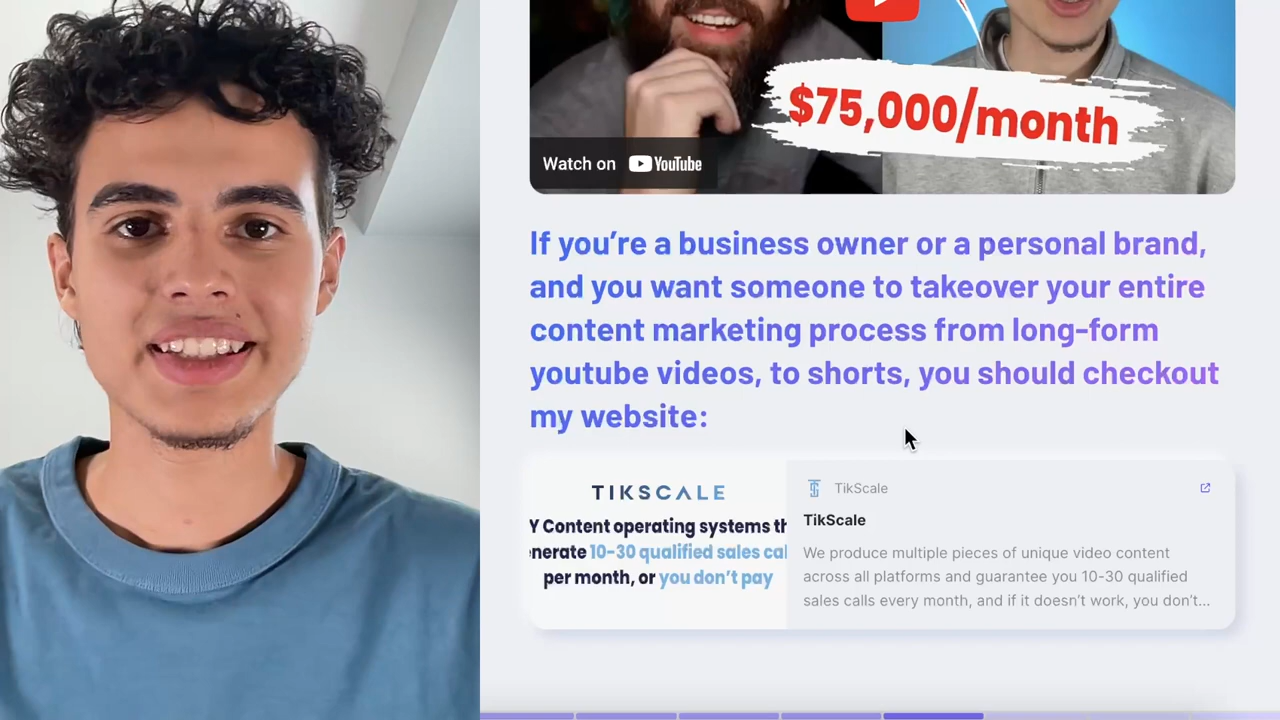 $75,000/month
Watch on YouTube
If you’re a business owner or a personal brand,
and you want someone to takeover your entire
content marketing process from long-form
youtube videos, to shorts, you should checkout
my website:
TIKSCALE
Y Content operating systems th
nerate 10-30 qualified sales cal
per month, or you don’t pay
TikScale
TikScale
We produce multiple pieces of unique video content
across all platforms and guarantee you 10-30 qualified
sales calls every month, and if it doesn’t work, you don’t...